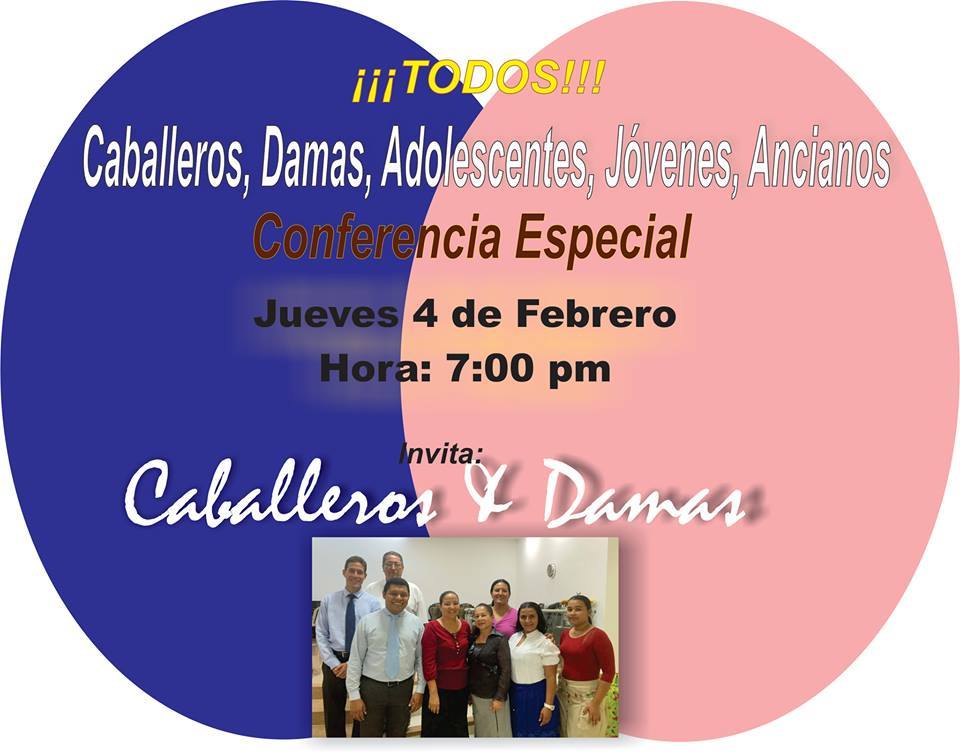 ¡¡¡TODOS!!!
Caballeros, Damas, Adolescentes, Jóvenes, Ancianos
Conferencia Especial
Jueves 4 de Febrero
Hora: 7:00 pm
Invita:
Caballeros & Damas